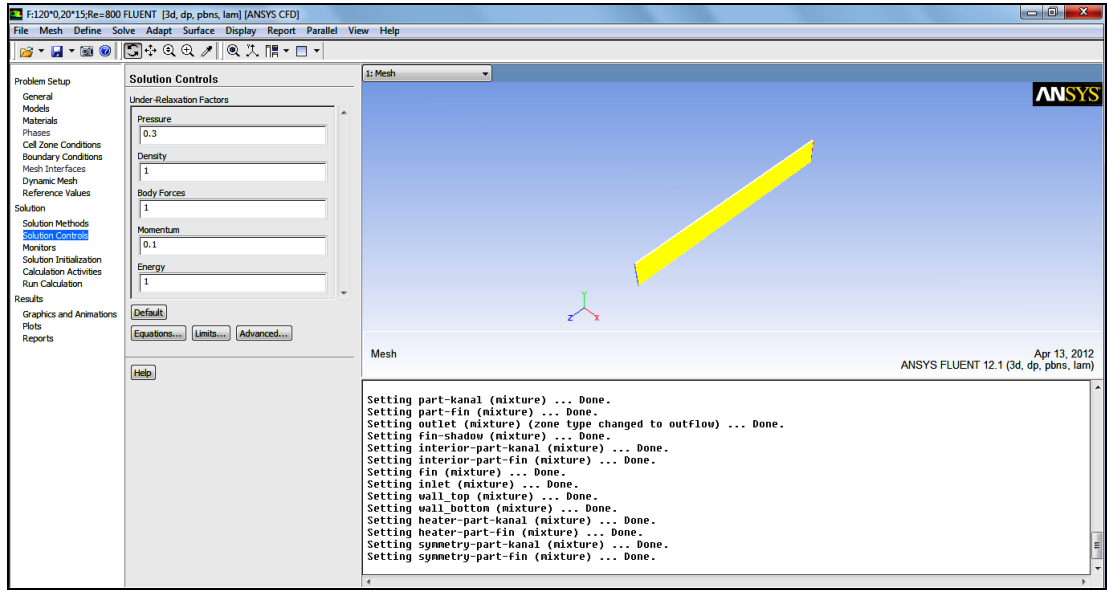 F:120*0,20*15;Re=800 FLUENT [3d, dp, pbns, lam] [ANSYS CFD]
File Mesh Define Solve Adapt Surface Display Report Parallel View Help
Problem Setup
General
Models
Materials
Phases
Cell Zone Conditions
Boundary Conditions
Mesh Interfaces
Dynamic Mesh
Reference Values
Solution
Solution Methods
Solution Controls
Monitors
Solution Initialization
Calculation Activities
Run Calculation
Results
Graphics and Animations
Plots
Reports
Solution Controls
Under-Relaxation Factors
Pressure
0.3
Density
1
Body Forces
1
Momentum
0.1
Energy
1
Default
Equations... Limits... Advanced...
Help
1: Mesh
ANSYS
Y
Z X
Mesh
Apr 13, 2012
ANSYS FLUENT 12.1 (3d, dp, pbns, lam)
Setting part-kanal (mixture) ... Done.
Setting part-fin (mixture) ... Done.
Setting outlet (mixture) (zone type changed to outflow) ... Done.
Setting fin-shadow (mixture) ... Done.
Setting interior-part-kanal (mixture) ... Done.
Setting interior-part-fin (mixture) ... Done.
Setting fin (mixture) ... Done.
Setting inlet (mixture) ... Done.
Setting wall_top (mixture) ... Done.
Setting wall_bottom (mixture) ... Done.
Setting heater-part-kanal (mixture) ... Done.
Setting heater-part-fin (mixture) ... Done.
Setting symmetry-part-kanal (mixture) ... Done.
Setting symmetry-part-fin (mixture) ... Done.